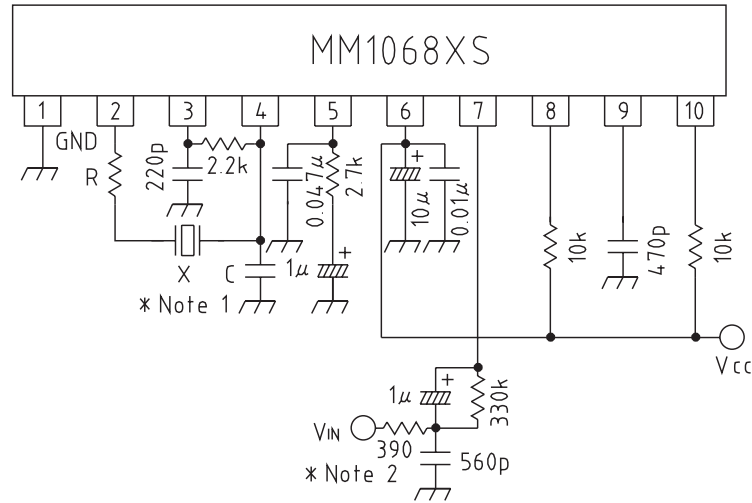 MM1068XS
1 2 3 4 5 6 7 8 9 10
GND
R
220p
2.2k
0.047μ
2.7k
10μ
0.01μ
10k
470p
10k
X
C
1μ
* Note 1
Vcc
1μ
330k
VIN
390
560p
* Note 2